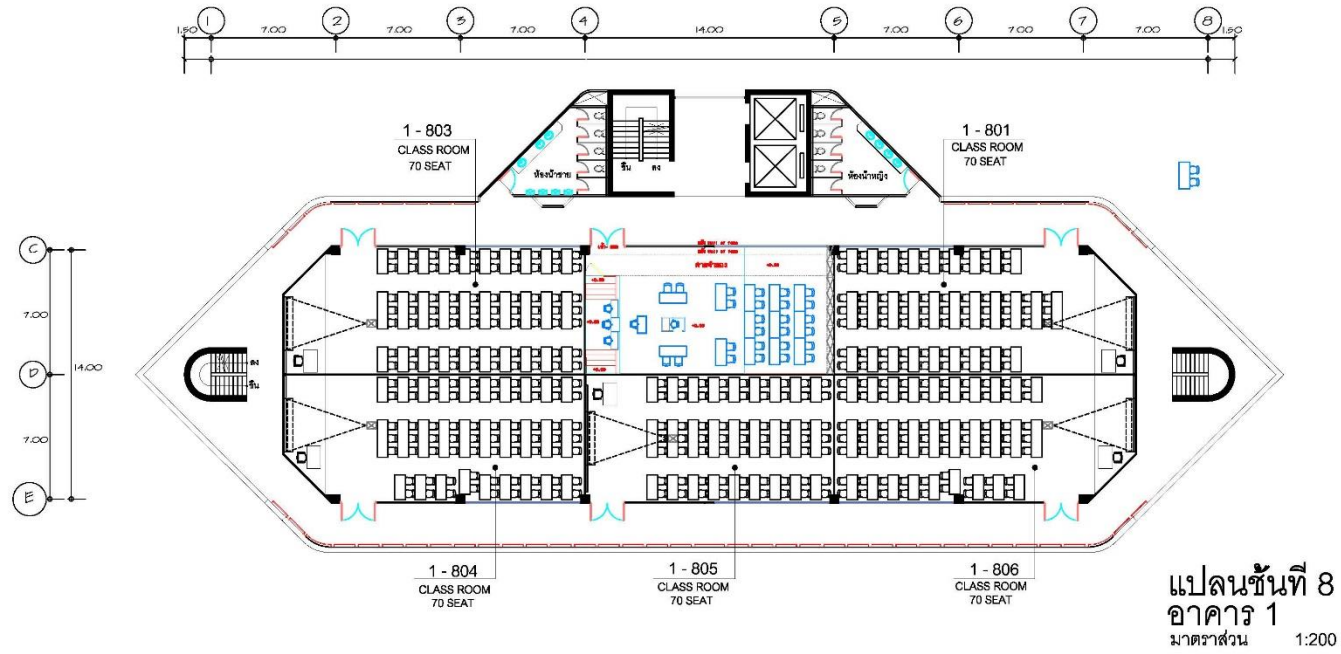 1 2 3 4 5 6 7 8
1.50 7.00 7.00 7.00 14.00 7.00 7.00 7.00 1.50
1 - 803
CLASS ROOM
70 SEAT
1 - 801
CLASS ROOM
70 SEAT
ห้องน้ำชาย
ขึ้น ลง
ห้องน้ำหญิง
C
7.00
D
14.00
7.00
E
ลง
ขึ้น
1 - 804
CLASS ROOM
70 SEAT
1 - 805
CLASS ROOM
70 SEAT
1 - 806
CLASS ROOM
70 SEAT
แปลนชั้นที่ 8
อาคาร 1
มาตราส่วน 1:200